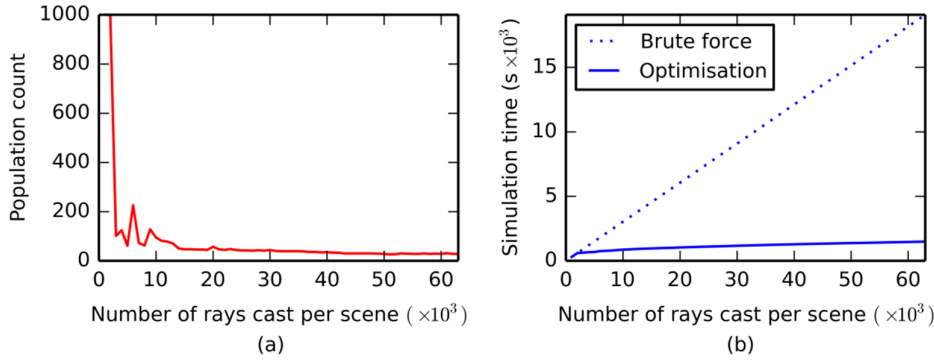 1000
800
600
400
200
0
Population count
0 10 20 30 40 50 60
Number of rays cast per scene (×10³)
(a)
15
10
5
0
Simulation time (s ×10³)
Brute force
Optimisation
0 10 20 30 40 50 60
Number of rays cast per scene (×10³)
(b)